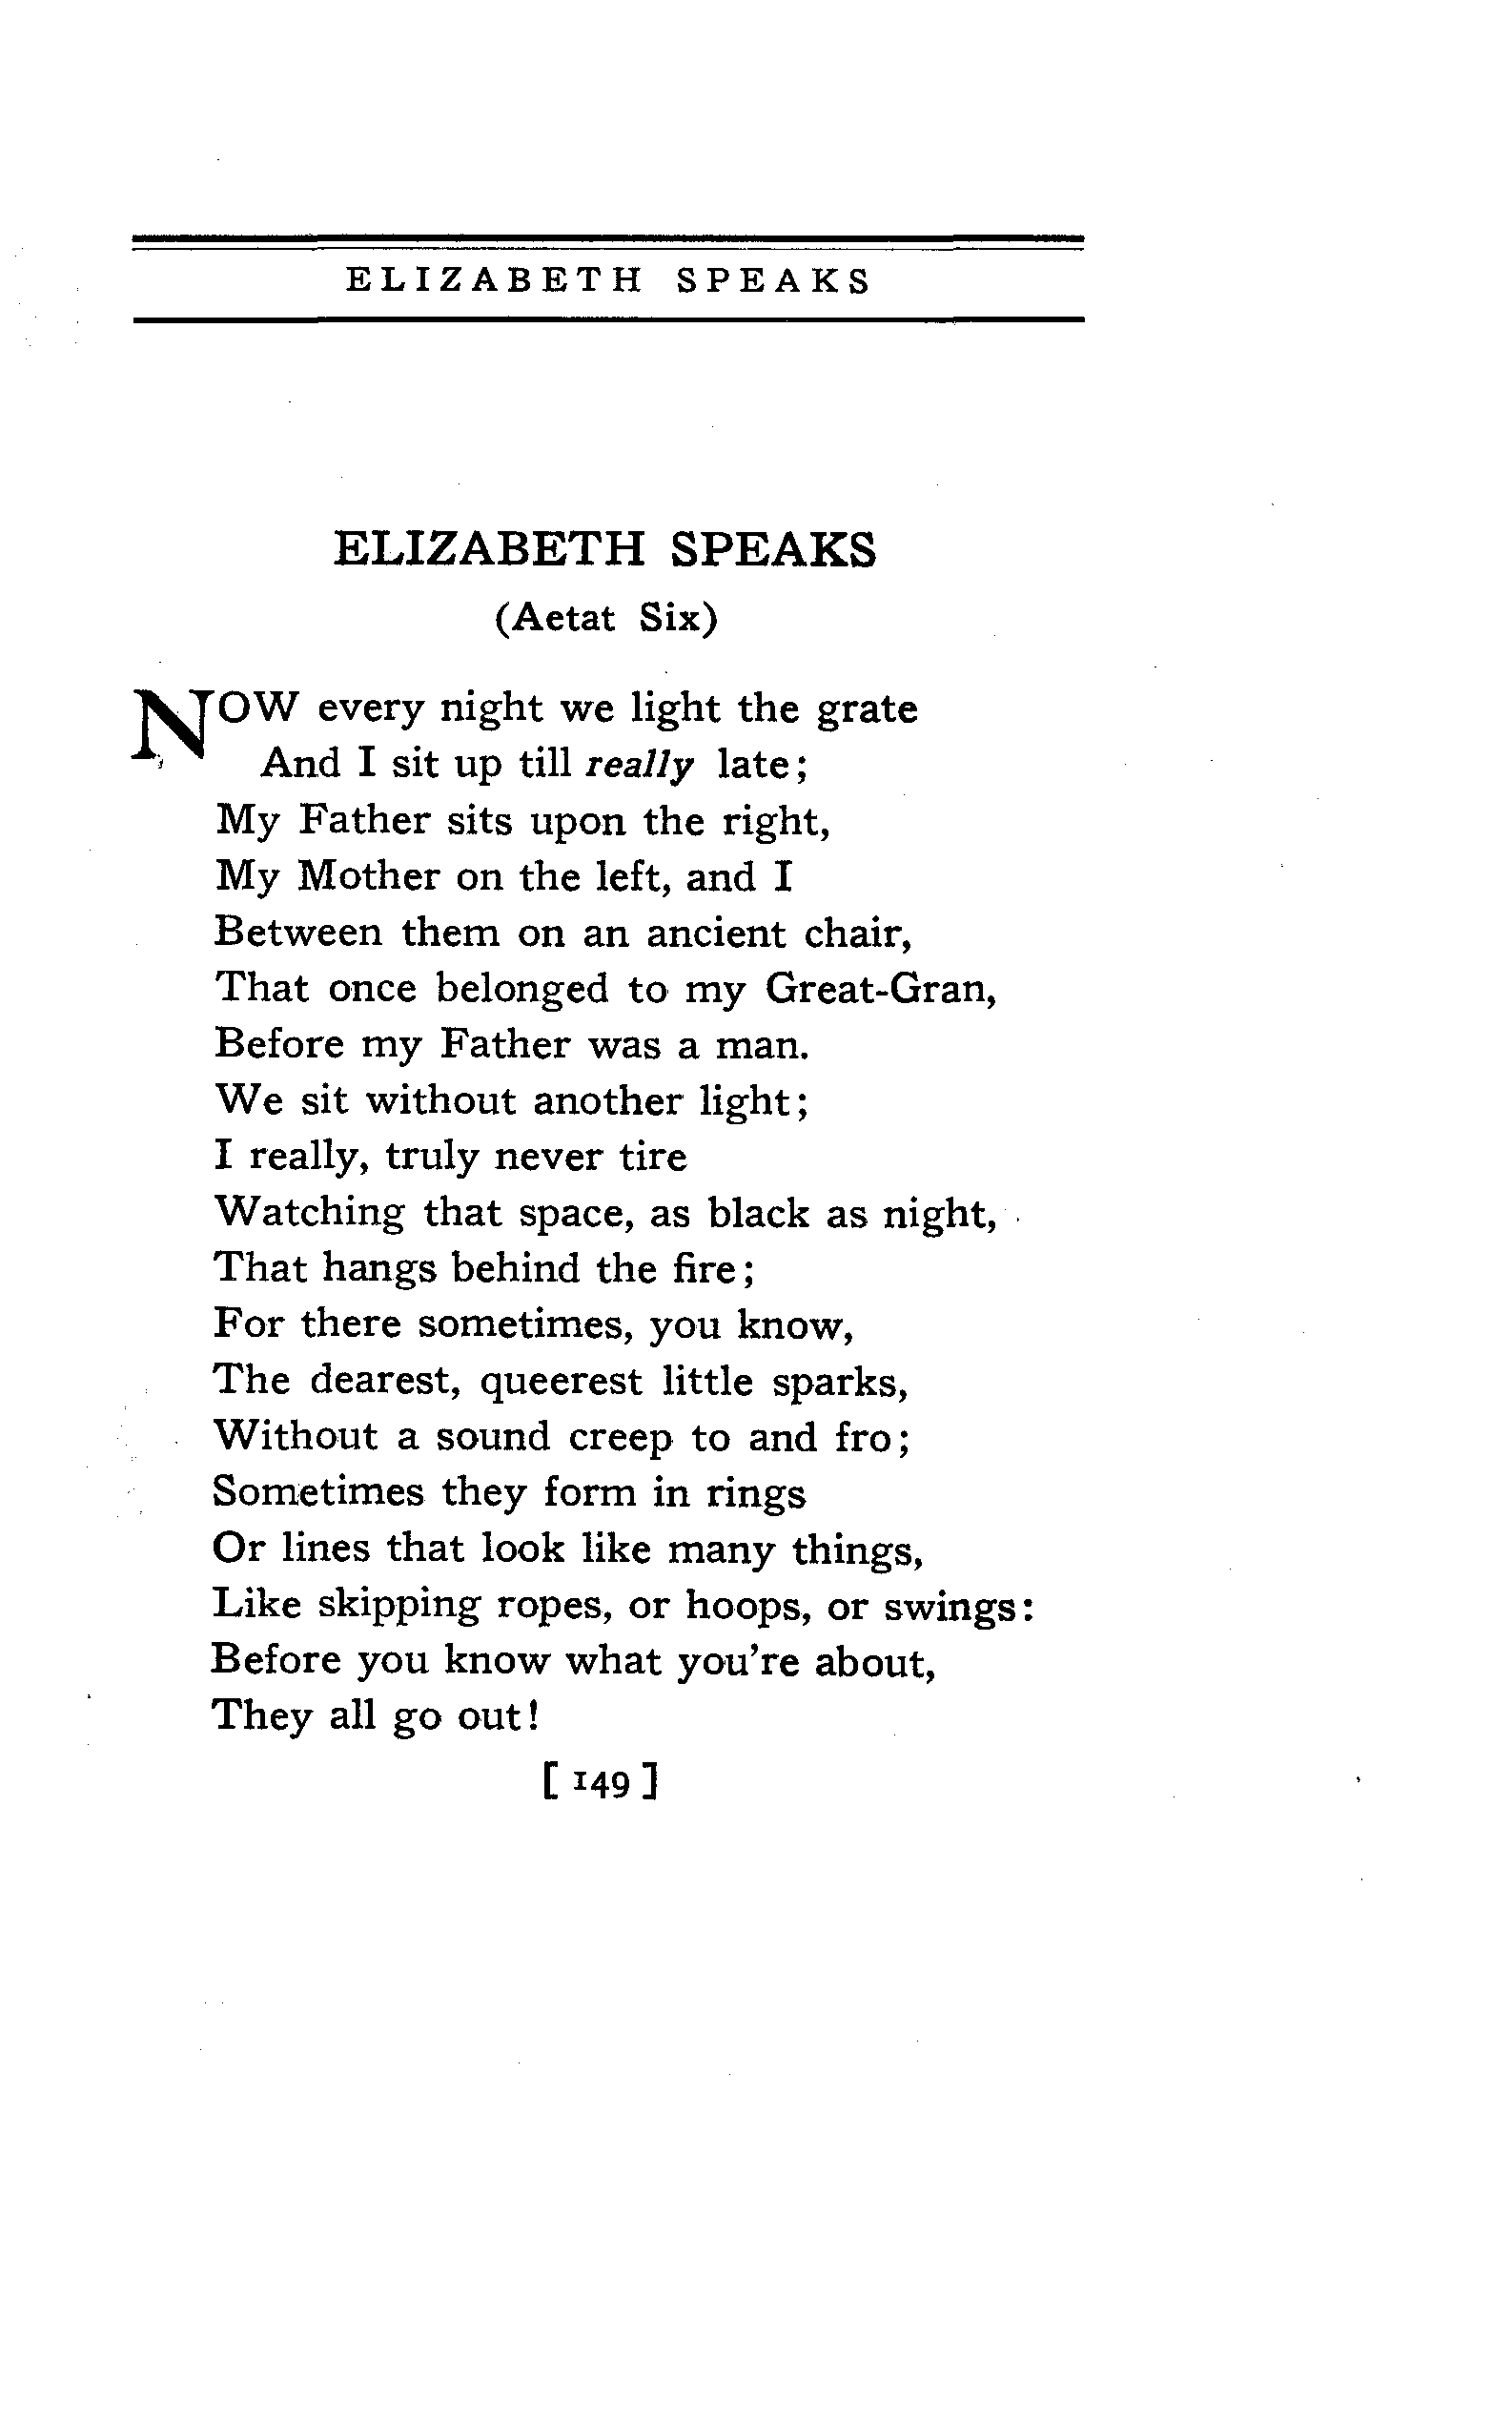 ELIZABETH SPEAKS
ELIZABETH SPEAKS
(Aetat Six)
NOW every night we light the grate
And I sit up till really late;
My Father sits upon the right,
My Mother on the left, and I
Between them on an ancient chair,
That once belonged to my Great-Gran,
Before my Father was a man.
We sit without another light;
I really, truly never tire
Watching that space, as black as night,
That hangs behind the fire;
For there sometimes, you know,
The dearest, queerest little sparks,
Without a sound creep to and fro;
Sometimes they form in rings
Or lines that look like many things,
Like skipping ropes, or hoops, or swings:
Before you know what you're about,
They all go out!
[ 149 ]